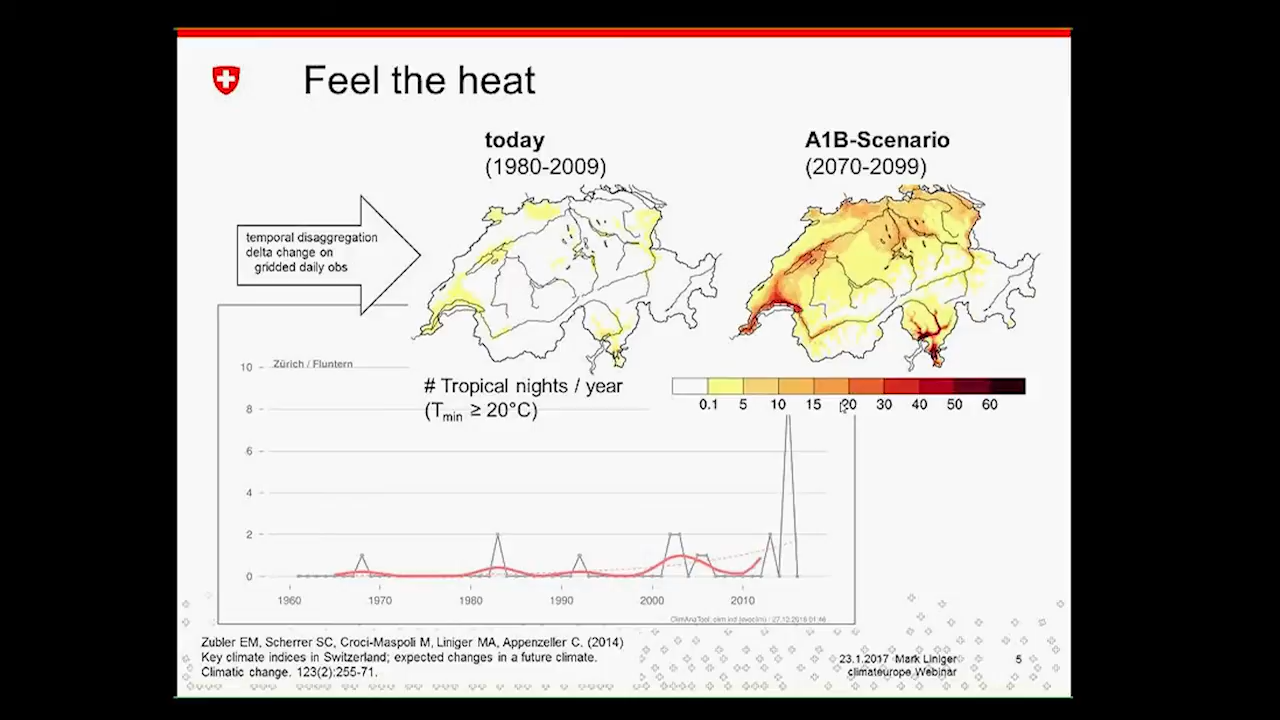 Feel the heat
today
(1980-2009)
A1B-Scenario
(2070-2099)
temporal disaggregation
delta change on
gridded daily obs
# Tropical nights / year
(Tmin ≥ 20°C)
0.1 5 10 15 20 30 40 50 60
Zürich / Fluntern
10
8
6
4
2
0
1960 1970 1980 1990 2000 2010
Zubler EM, Scherrer SC, Croci-Maspoli M, Liniger MA, Appenzeller C. (2014)
Key climate indices in Switzerland; expected changes in a future climate.
Climatic change. 123(2):255-71.
23.1.2017 Mark Liniger
climateurope Webinar
5